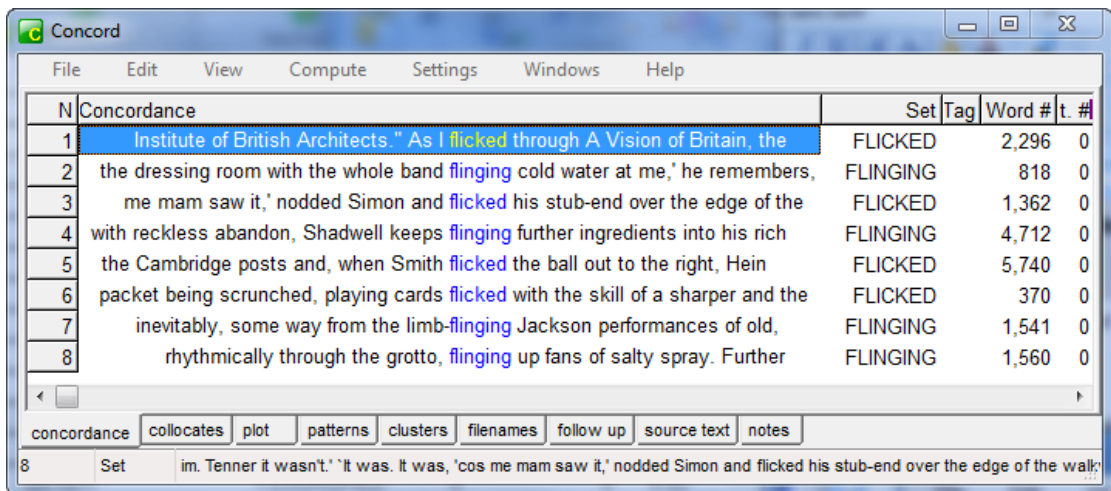 Concord
File Edit View Compute Settings Windows Help
N Concordance Set Tag Word # t. #
1 Institute of British Architects." As I flicked through A Vision of Britain, the FLICKED 2,296 0
2 the dressing room with the whole band flinging cold water at me,' he remembers, FLINGING 818 0
3 me mam saw it,' nodded Simon and flicked his stub-end over the edge of the FLICKED 1,362 0
4 with reckless abandon, Shadwell keeps flinging further ingredients into his rich FLINGING 4,712 0
5 the Cambridge posts and, when Smith flicked the ball out to the right, Hein FLICKED 5,740 0
6 packet being scrunched, playing cards flicked with the skill of a sharper and the FLICKED 370 0
7 inevitably, some way from the limb-flinging Jackson performances of old, FLINGING 1,541 0
8 rhythmically through the grotto, flinging up fans of salty spray. Further FLINGING 1,560 0
concordance collocates plot patterns clusters filenames follow up source text notes
8 Set im. Tenner it wasn't.' `It was. It was, 'cos me mam saw it,' nodded Simon and flicked his stub-end over the edge of the